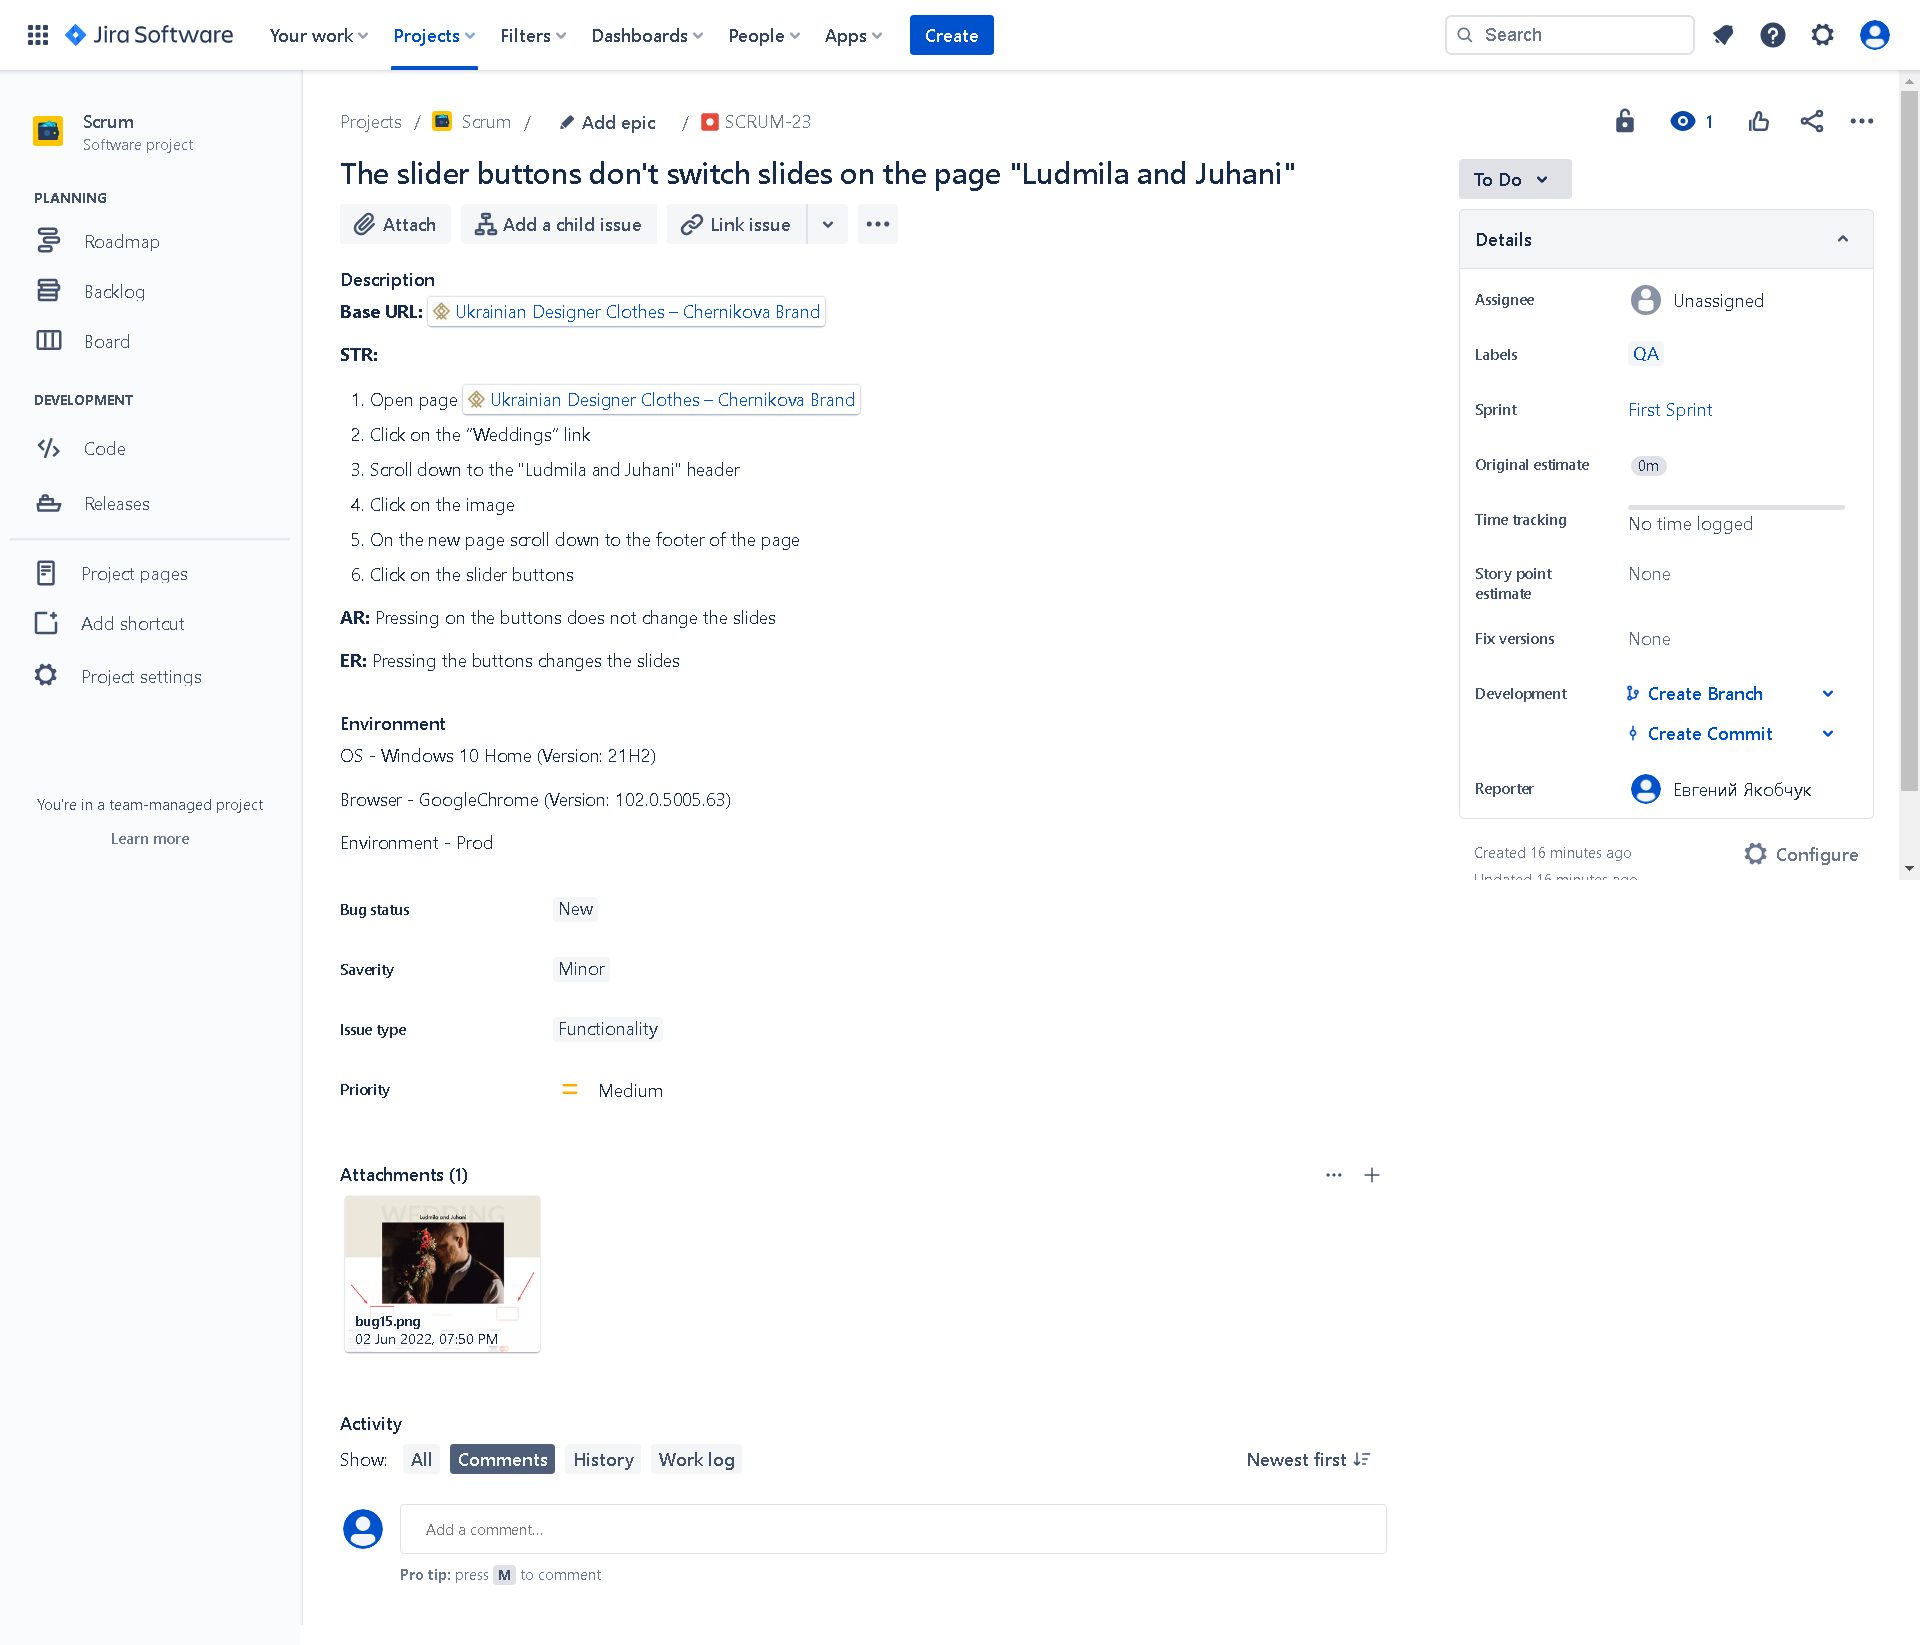 Jira Software
Your work
Projects
Filters
Dashboards
People
Apps
Create
Search
Scrum
Software project
PLANNING
Roadmap
Backlog
Board
DEVELOPMENT
Code
Releases
Project pages
Add shortcut
Project settings
You're in a team-managed project
Learn more
Projects / Scrum / Add epic / SCRUM-23
1
The slider buttons don't switch slides on the page "Ludmila and Juhani"
Attach
Add a child issue
Link issue
Description
Base URL: Ukrainian Designer Clothes – Chernikova Brand
STR:
1. Open page Ukrainian Designer Clothes – Chernikova Brand
2. Click on the “Weddings” link
3. Scroll down to the "Ludmila and Juhani" header
4. Click on the image
5. On the new page scroll down to the footer of the page
6. Click on the slider buttons
AR: Pressing on the buttons does not change the slides
ER: Pressing the buttons changes the slides
Environment
OS - Windows 10 Home (Version: 21H2)
Browser - GoogleChrome (Version: 102.0.5005.63)
Environment - Prod
Bug status New
Saverity Minor
Issue type Functionality
Priority Medium
Attachments (1)
WEDDING
Ludmila and Juhani
bug15.png
02 Jun 2022, 07:50 PM
Activity
Show: All Comments History Work log
Newest first
Add a comment...
Pro tip: press M to comment
To Do
Details
Assignee Unassigned
Labels QA
Sprint First Sprint
Original estimate 0m
Time tracking No time logged
Story point
estimate
None
Fix versions None
Development Create Branch
Create Commit
Reporter Евгений Якобчук
Created 16 minutes ago
Configure
Updated 16 minutes ago